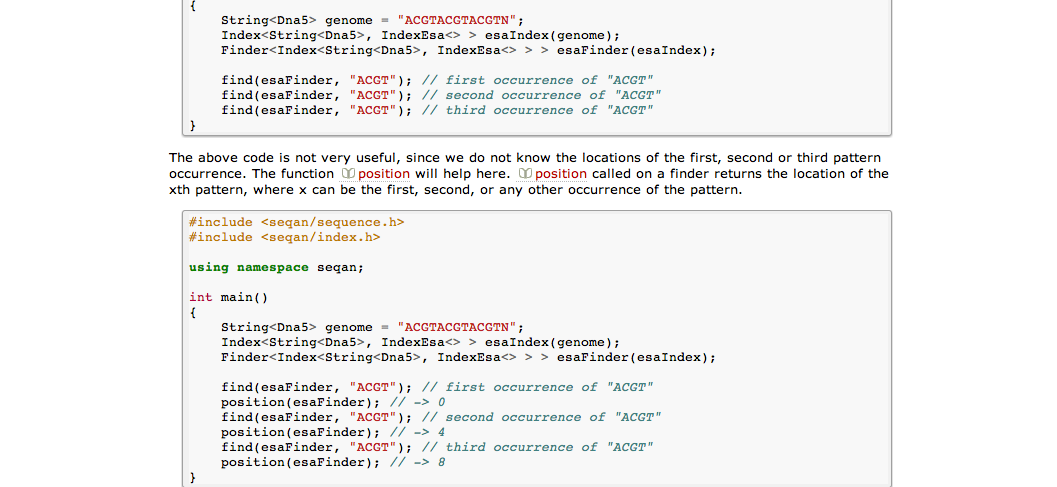 {
    String<Dna5> genome = "ACGTACGTACGTN";
    Index<String<Dna5>, IndexEsa<> > esaIndex(genome);
    Finder<Index<String<Dna5>, IndexEsa<> > > esaFinder(esaIndex);
    find(esaFinder, "ACGT"); // first occurrence of "ACGT"
    find(esaFinder, "ACGT"); // second occurrence of "ACGT"
    find(esaFinder, "ACGT"); // third occurrence of "ACGT"
}
The above code is not very useful, since we do not know the locations of the first, second or third pattern
occurrence. The function position will help here. position called on a finder returns the location of the
xth pattern, where x can be the first, second, or any other occurrence of the pattern.
#include <seqan/sequence.h>
#include <seqan/index.h>
using namespace seqan;
int main()
{
    String<Dna5> genome = "ACGTACGTACGTN";
    Index<String<Dna5>, IndexEsa<> > esaIndex(genome);
    Finder<Index<String<Dna5>, IndexEsa<> > > esaFinder(esaIndex);
    find(esaFinder, "ACGT"); // first occurrence of "ACGT"
    position(esaFinder); // -> 0
    find(esaFinder, "ACGT"); // second occurrence of "ACGT"
    position(esaFinder); // -> 4
    find(esaFinder, "ACGT"); // third occurrence of "ACGT"
    position(esaFinder); // -> 8
}